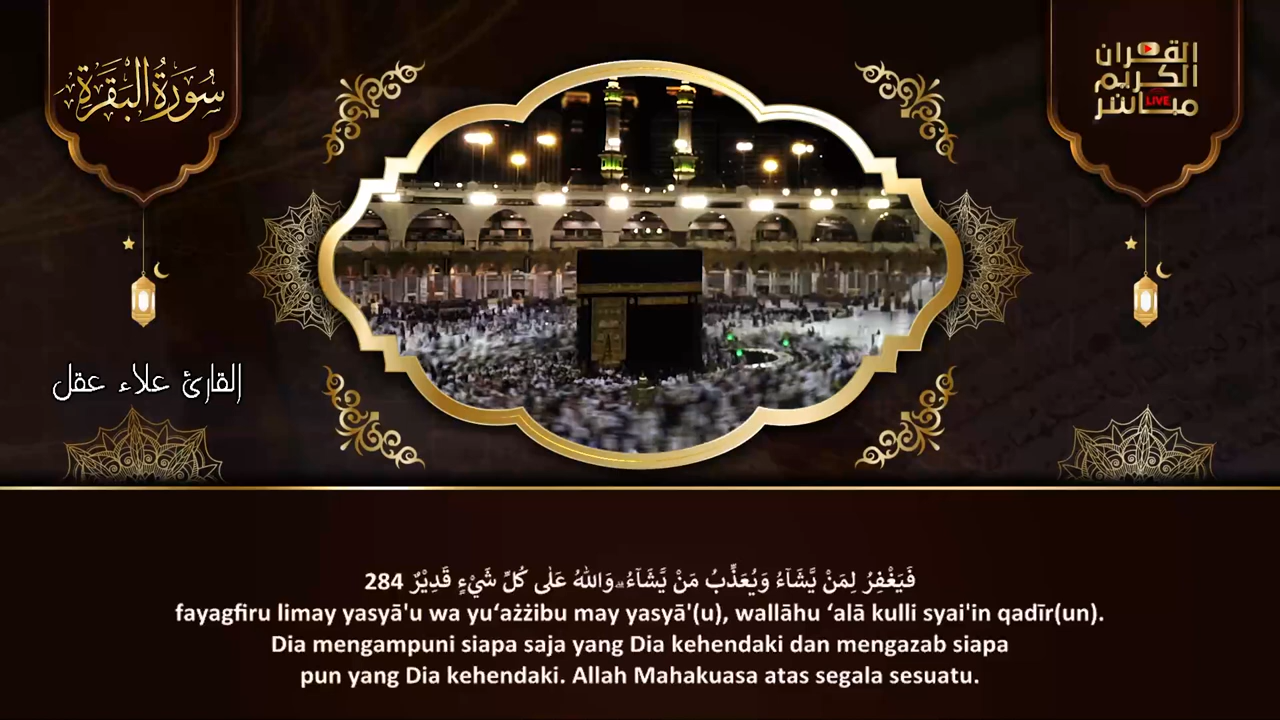 سُورَةُ البَقَرَة
القران
الكريم
مباشر
LIVE
القارئ علاء عقل
فَيَغْفِرُ لِمَنْ يَّشَاۤءُ وَيُعَذِّبُ مَنْ يَّشَاۤءُ ۗ وَاللّٰهُ عَلٰى كُلِّ شَيْءٍ قَدِيْرٌ 284
fayagfiru limay yasyā'u wa yu‘ażżibu may yasyā'(u), wallāhu ‘alā kulli syai'in qadīr(un).
Dia mengampuni siapa saja yang Dia kehendaki dan mengazab siapa
pun yang Dia kehendaki. Allah Mahakuasa atas segala sesuatu.